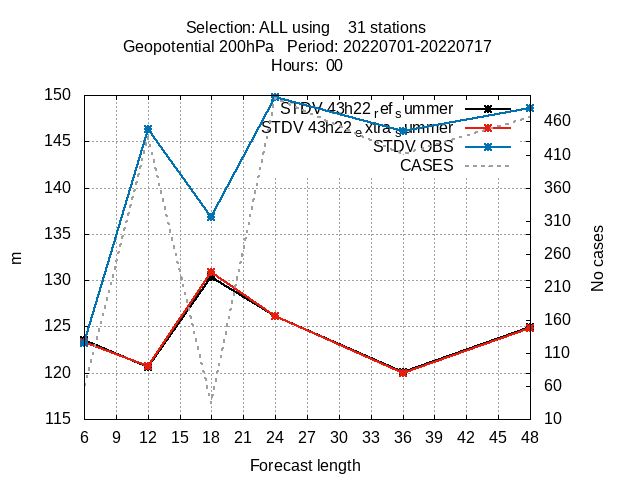 Selection: ALL using 31 stations
Geopotential 200hPa Period: 20220701-20220717
Hours: 00
STDV 43h22refsummer
STDV 43h22extrasummer
STDV OBS
CASES
150
145
140
135
130
125
120
115
m
460
410
360
310
260
210
160
110
60
10
No cases
6 9 12 15 18 21 24 27 30 33 36 39 42 45 48
Forecast length